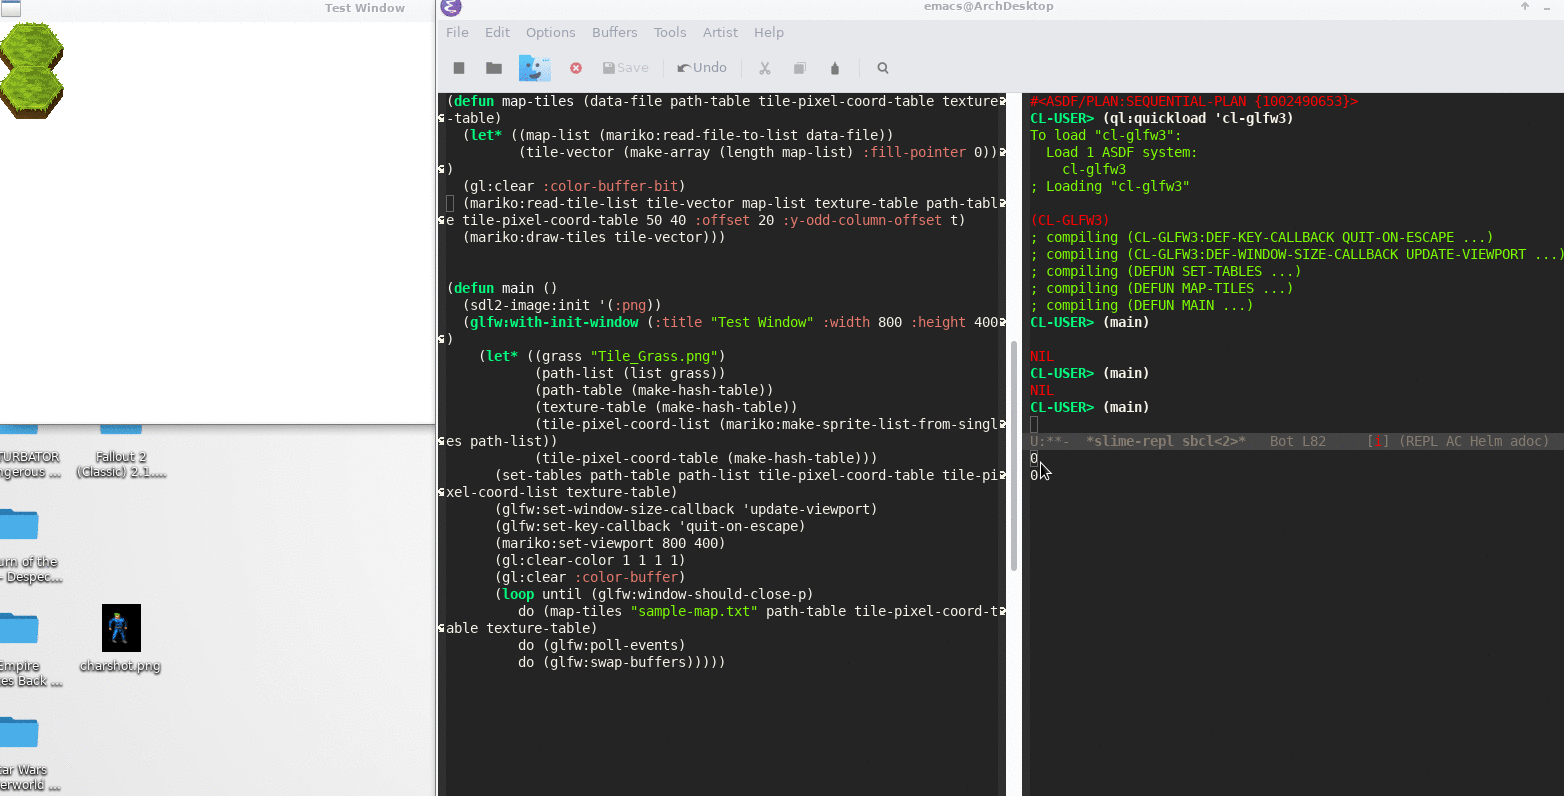 Test Window
emacs@ArchDesktop
File Edit Options Buffers Tools Artist Help
Save Undo
(defun map-tiles (data-file path-table tile-pixel-coord-table texture
-table)
  (let* ((map-list (mariko:read-file-to-list data-file))
         (tile-vector (make-array (length map-list) :fill-pointer 0))
)
  (gl:clear :color-buffer-bit)
  (mariko:read-tile-list tile-vector map-list texture-table path-tabl
e tile-pixel-coord-table 50 40 :offset 20 :y-odd-column-offset t)
  (mariko:draw-tiles tile-vector)))
(defun main ()
  (sdl2-image:init '(:png))
  (glfw:with-init-window (:title "Test Window" :width 800 :height 400
)
    (let* ((grass "Tile_Grass.png")
           (path-list (list grass))
           (path-table (make-hash-table))
           (texture-table (make-hash-table))
           (tile-pixel-coord-list (mariko:make-sprite-list-from-singl
es path-list))
           (tile-pixel-coord-table (make-hash-table)))
      (set-tables path-table path-list tile-pixel-coord-table tile-pi
xel-coord-list texture-table)
      (glfw:set-window-size-callback 'update-viewport)
      (glfw:set-key-callback 'quit-on-escape)
      (mariko:set-viewport 800 400)
      (gl:clear-color 1 1 1 1)
      (gl:clear :color-buffer)
      (loop until (glfw:window-should-close-p)
         do (map-tiles "sample-map.txt" path-table tile-pixel-coord-t
able texture-table)
         do (glfw:poll-events)
         do (glfw:swap-buffers)))))
#<ASDF/PLAN:SEQUENTIAL-PLAN {1002490653}>
CL-USER> (ql:quickload 'cl-glfw3)
To load "cl-glfw3":
  Load 1 ASDF system:
    cl-glfw3
; Loading "cl-glfw3"
(CL-GLFW3)
; compiling (CL-GLFW3:DEF-KEY-CALLBACK QUIT-ON-ESCAPE ...)
; compiling (CL-GLFW3:DEF-WINDOW-SIZE-CALLBACK UPDATE-VIEWPORT ...)
; compiling (DEFUN SET-TABLES ...)
; compiling (DEFUN MAP-TILES ...)
; compiling (DEFUN MAIN ...)
CL-USER> (main)
NIL
CL-USER> (main)
NIL
CL-USER> (main)
U:**-  *slime-repl sbcl<2>*   Bot L82     [1] (REPL AC Helm adoc)
0
0
TURBATOR
ngerous ...
Fallout 2
(Classic) 2.1....
urn of the
- Despec...
Empire
es Back ...
charshot.png
tar Wars
erworld ...